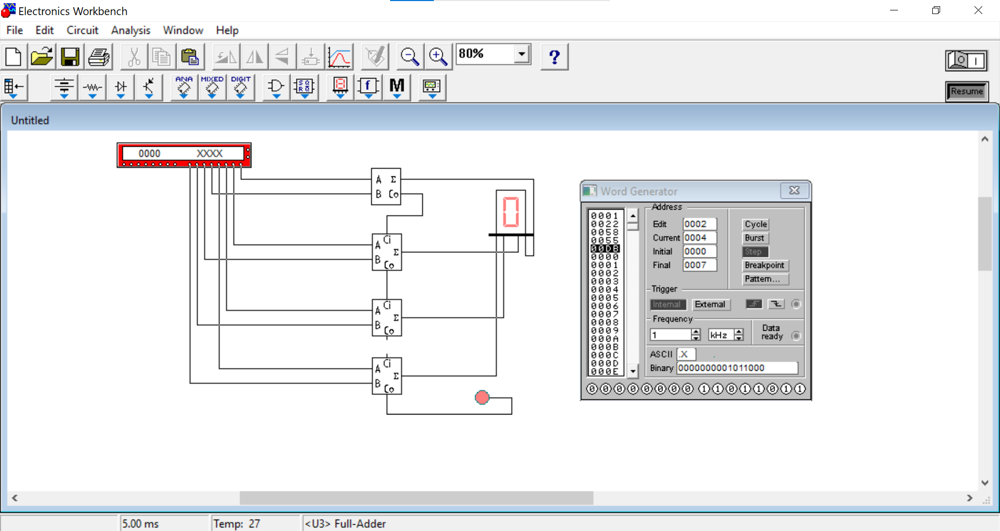 Electronics Workbench
File Edit Circuit Analysis Window Help
80%
?
ANA MIXED DIGIT
f M
Resume
Untitled
0000 XXXX
A Σ
B Co
Ci
A
Σ
B
Co
Ci
A
Σ
B
Co
Ci
A
Σ
B
Co
0
Word Generator
0001
0022
0058
0055
00DB
0000
0001
0002
0003
0004
0005
0006
0007
0008
0009
000A
000B
000C
000D
000E
Address
Edit 0002 Cycle
Current 0004 Burst
Initial 0000 Step
Final 0007 Breakpoint
Pattern...
Trigger
Internal External
Frequency
1 kHz
Data
ready
ASCII .X
Binary 0000000001011000
0 0 0 0 0 0 0 0 1 1 0 1 1 0 1 1
5.00 ms Temp: 27 <U3> Full-Adder